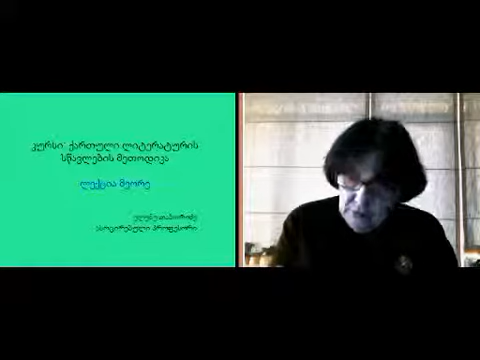 კურსი: ქართული ლიტერატურის
სწავლების მეთოდიკა
ლექცია მეორე
ასოცირებული პროფესორი